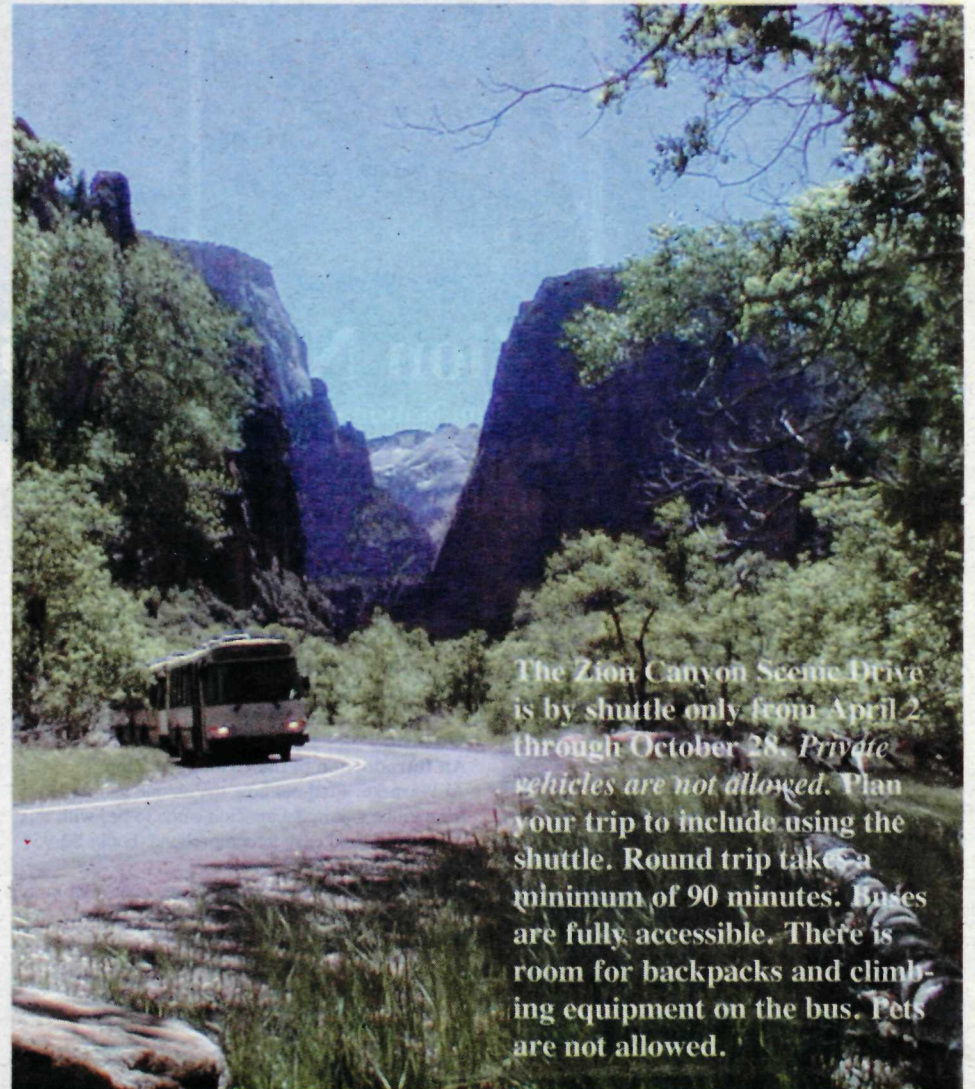 The Zion Canyon Scenic Drive
is by shuttle only from April 2
through October 28. Private
vehicles are not allowed. Plan
your trip to include using the
shuttle. Round trip takes a
minimum of 90 minutes. Buses
are fully accessible. There is
room for backpacks and climb-
ing equipment on the bus. Pets
are not allowed.